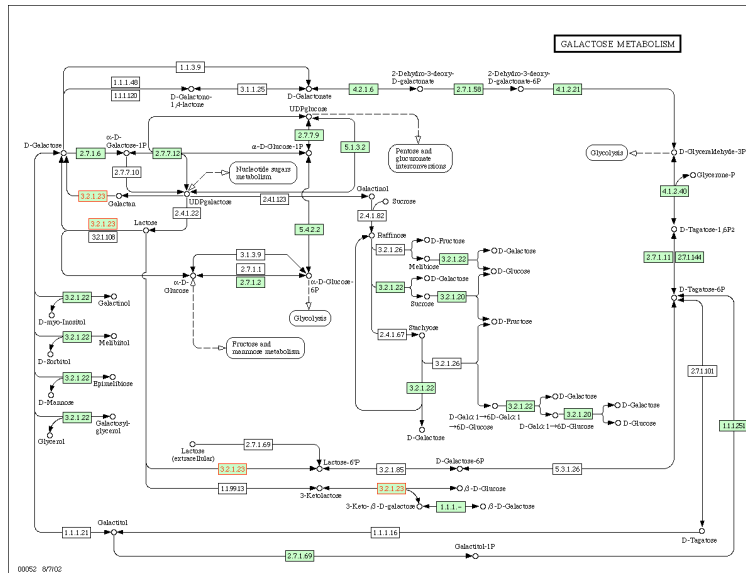 GALACTOSE METABOLISM
1.1.3.9
1.1.1.48
1.1.1.120
D-Galactono-
1,4-lactone
3.1.1.25
D-Galactonate
4.2.1.6
2-Dehydro-3-deoxy-
D-galactonate
2.7.1.58
2-Dehydro-3-deoxy-
D-galactonate-6P
4.1.2.21
UDPglucose
2.7.7.9
5.1.3.2
Pentose and
glucuronate
interconversions
D-Galactose
2.7.1.6
α-D-
Galactose-1P
2.7.7.12
α-D-Glucose-1P
2.7.7.10
Nucleotide sugars
metabolism
Glycolysis
D-Glyceraldehyde-3P
Glycerone-P
4.1.2.40
3.2.1.23
Galactan
UDPgalactose
2.4.1.123
Galactinol
Sucrose
2.4.1.22
2.4.1.82
3.2.1.23
3.2.1.108
Lactose
5.4.2.2
Raffinose
D-Tagatose-1,6P2
3.2.1.26
D-Fructose
Melibiose
3.2.1.22
D-Galactose
D-Glucose
2.7.1.11
2.7.1.144
3.1.3.9
2.7.1.1
2.7.1.2
α-D-
Glucose
α-D-Glucose-
6P
Glycolysis
3.2.1.22
D-Galactose
Sucrose
3.2.1.20
D-Fructose
D-Tagatose-6P
3.2.1.22
Galactinol
D-myo-Inositol
Fructose and
mannose metabolism
2.4.1.67
Stachyose
3.2.1.26
2.7.1.101
3.2.1.22
Melibiitol
D-Sorbitol
3.2.1.22
Epimelibiose
D-Mannose
3.2.1.22
Galactosyl-
glycerol
Glycerol
3.2.1.22
D-Galactose
D-Galα1→6D-Galα1
→6D-Glucose
3.2.1.22
D-Galactose
D-Galα1→6D-Glucose
3.2.1.20
D-Galactose
D-Glucose
1.1.1.251
Lactose
(extracellular)
2.7.1.69
3.2.1.23
Lactose-6'P
3.2.1.85
D-Galactose-6P
5.3.1.26
1.1.99.13
3-Ketolactose
3.2.1.23
β-D-Glucose
3-Keto-β-D-galactose
1.1.1.-
β-D-Galactose
1.1.1.21
Galactitol
1.1.1.16
D-Tagatose
2.7.1.69
Galactitol-1P
00052 8/7/02